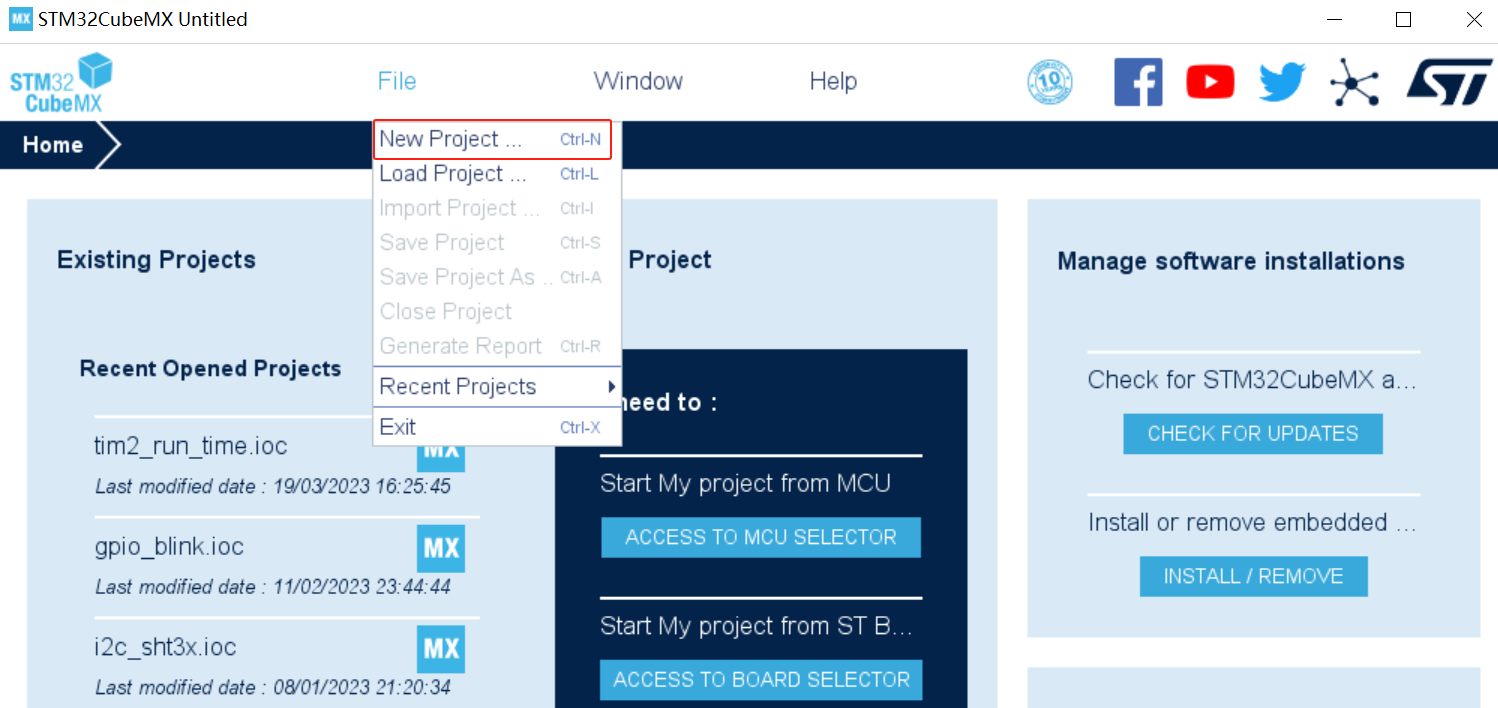 MX STM32CubeMX Untitled
STM32 CubeMX
File Window Help
10
Home
New Project ... Ctrl-N
Load Project ... Ctrl-L
Import Project ... Ctrl-I
Save Project Ctrl-S
Save Project As .. Ctrl-A
Close Project
Generate Report Ctrl-R
Recent Projects
Exit Ctrl-X
Existing Projects
Recent Opened Projects
tim2_run_time.ioc
MX
Last modified date : 19/03/2023 16:25:45
gpio_blink.ioc
MX
Last modified date : 11/02/2023 23:44:44
i2c_sht3x.ioc
MX
Last modified date : 08/01/2023 21:20:34
Project
need to :
Start My project from MCU
ACCESS TO MCU SELECTOR
Start My project from ST B...
ACCESS TO BOARD SELECTOR
Manage software installations
Check for STM32CubeMX a...
CHECK FOR UPDATES
Install or remove embedded ...
INSTALL / REMOVE